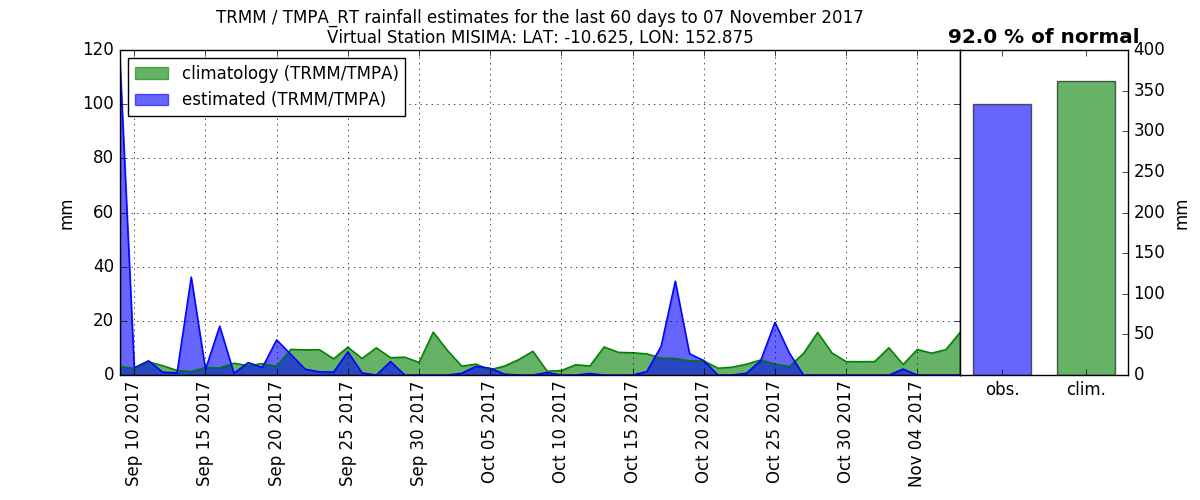 TRMM / TMPA_RT rainfall estimates for the last 60 days to 07 November 2017
Virtual Station MISIMA: LAT: -10.625, LON: 152.875
92.0 % of normal
climatology (TRMM/TMPA)
estimated (TRMM/TMPA)
mm
120
100
80
60
40
20
0
Sep 10 2017
Sep 15 2017
Sep 20 2017
Sep 25 2017
Sep 30 2017
Oct 05 2017
Oct 10 2017
Oct 15 2017
Oct 20 2017
Oct 25 2017
Oct 30 2017
Nov 04 2017
obs.
clim.
400
350
300
250
200
150
100
50
0
mm